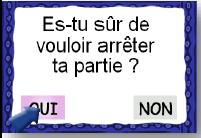 Es-tu sûr de
vouloir arrêter
ta partie ?
OUI NON